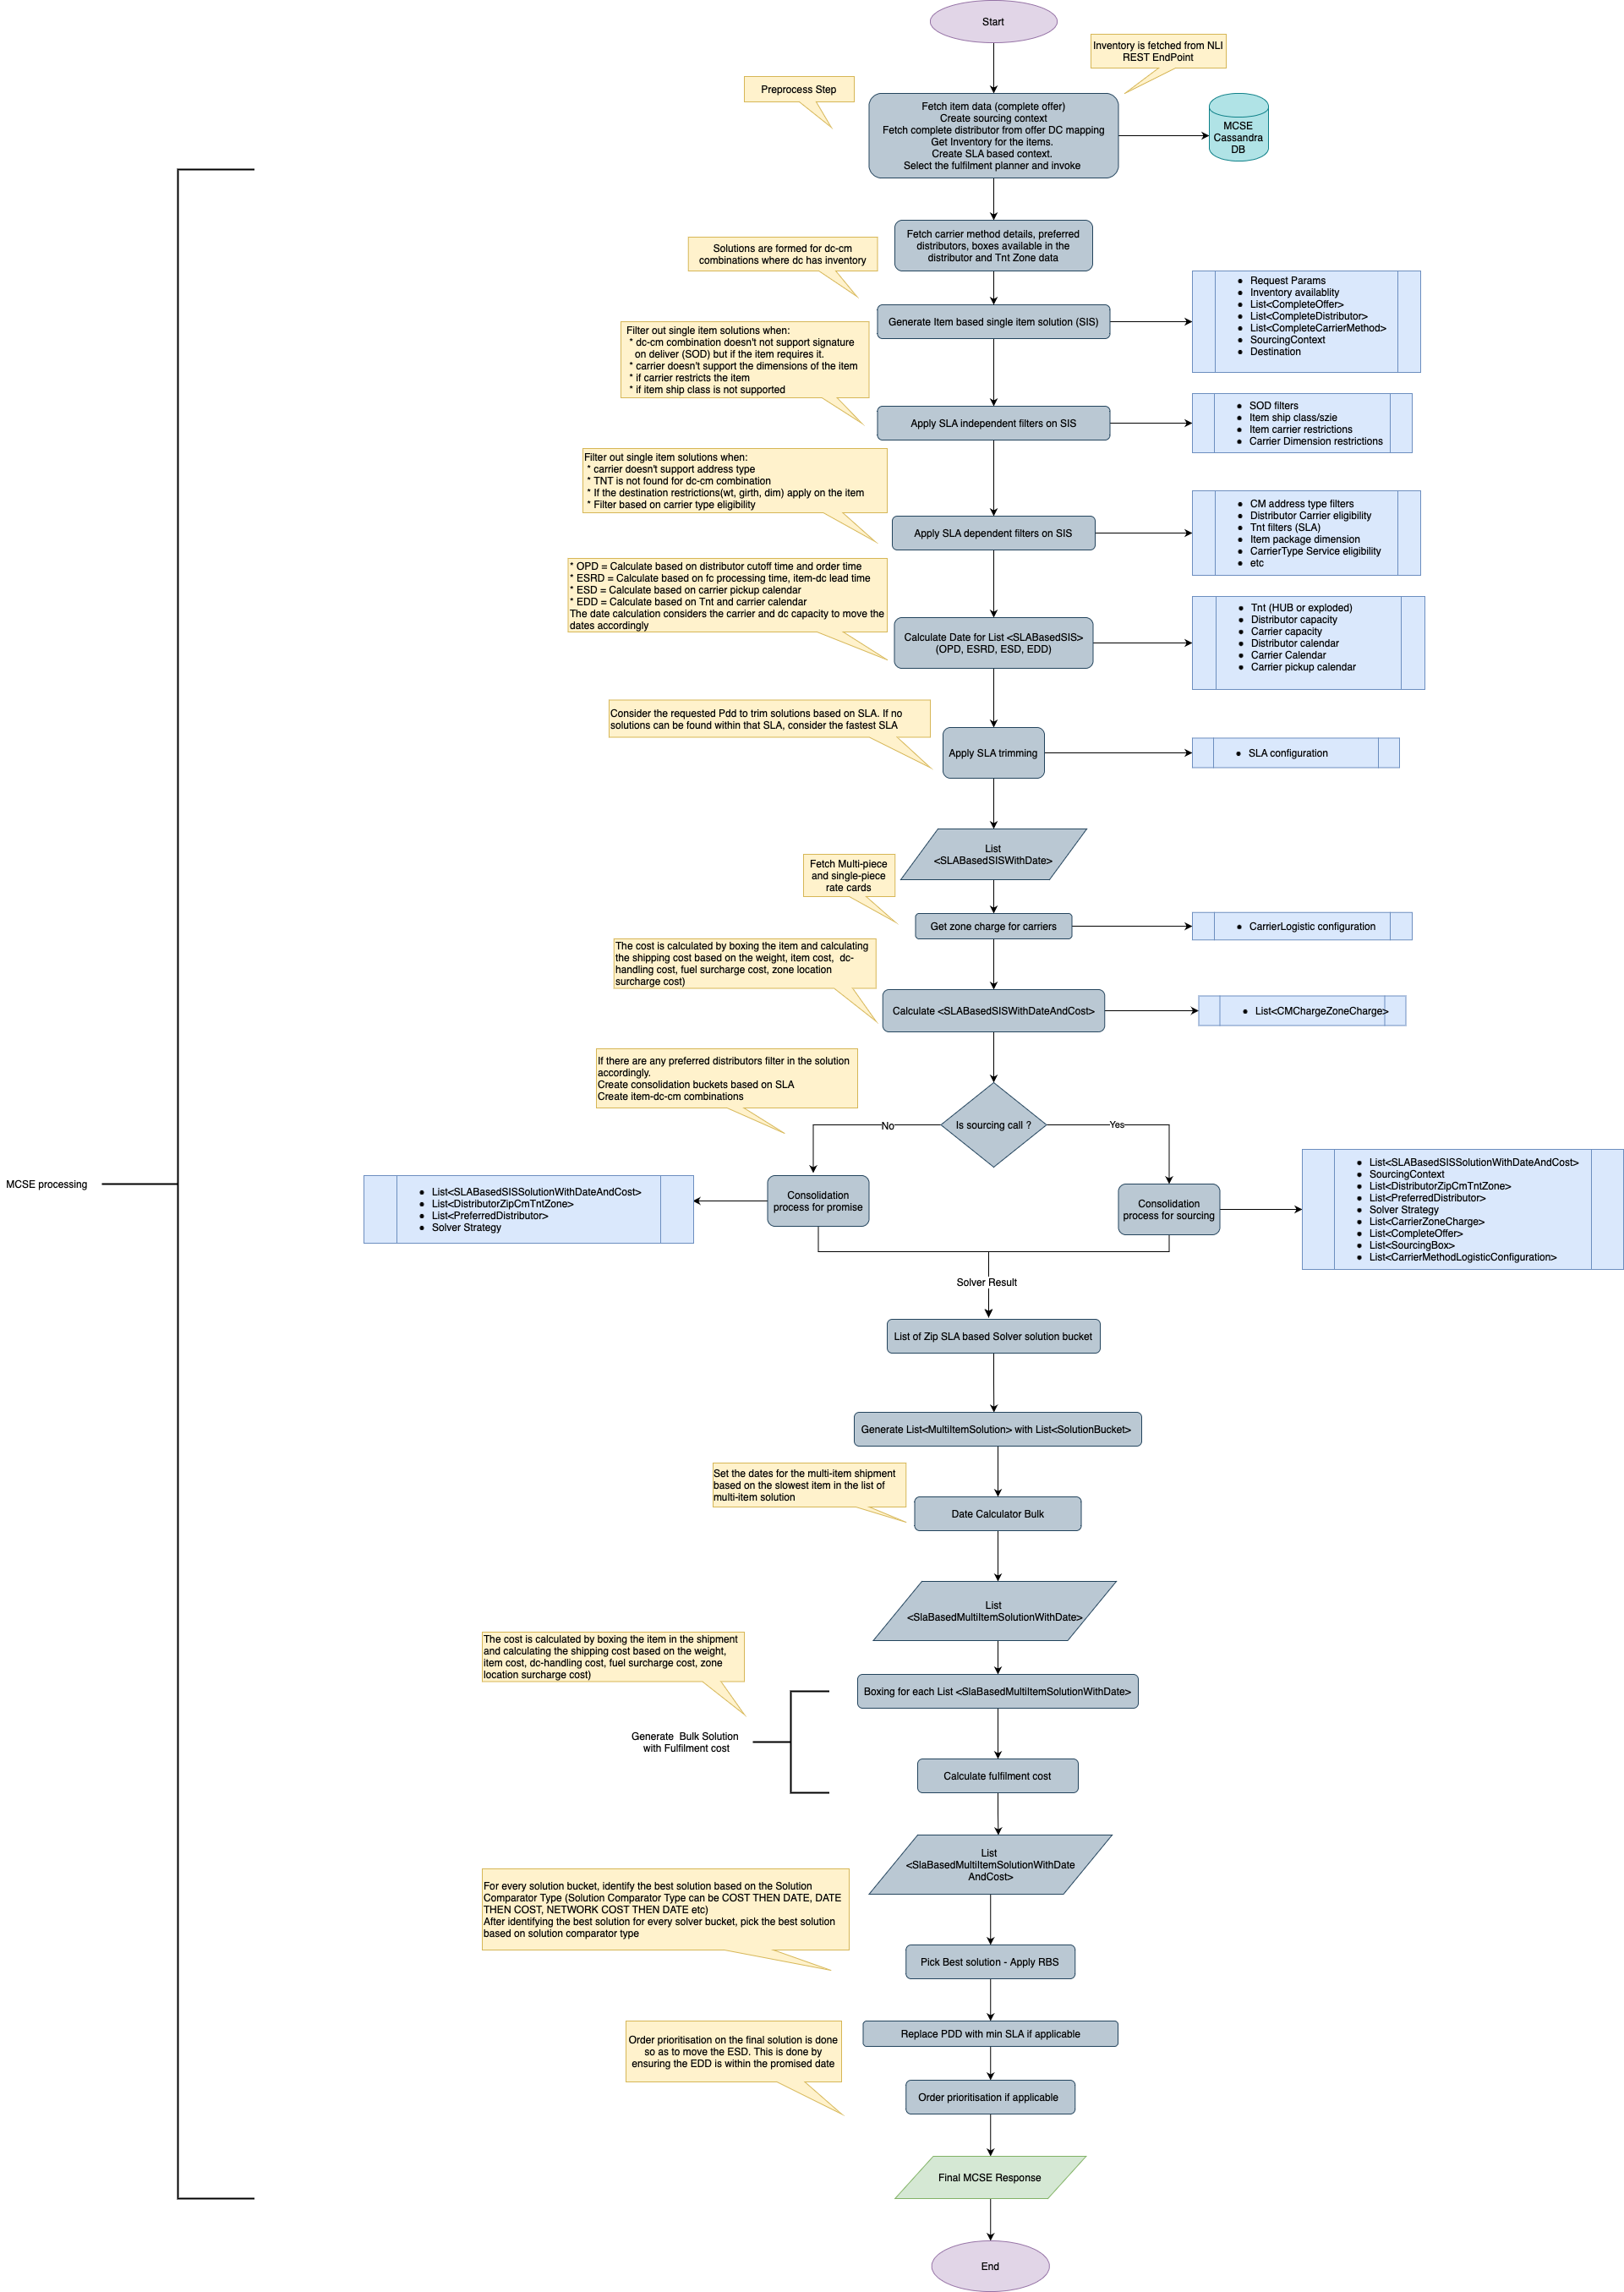 Start
Inventory is fetched from NLI
REST EndPoint
Preprocess Step
Fetch item data (complete offer)
Create sourcing context
Fetch complete distributor from offer DC mapping
Get Inventory for the items.
Create SLA based context.
Select the fulfilment planner and invoke
MCSE
Cassandra
DB
Fetch carrier method details, preferred
distributors, boxes available in the
distributor and Tnt Zone data
Solutions are formed for dc-cm
combinations where dc has inventory
Generate Item based single item solution (SIS)
• Request Params
• Inventory availablity
• List<CompleteOffer>
• List<CompleteDistributor>
• List<CompleteCarrierMethod>
• SourcingContext
• Destination
Filter out single item solutions when:
* dc-cm combination doesn't not support signature
on deliver (SOD) but if the item requires it.
* carrier doesn't support the dimensions of the item
* if carrier restricts the item
* if item ship class is not supported
Apply SLA independent filters on SIS
• SOD filters
• Item ship class/szie
• Item carrier restrictions
• Carrier Dimension restrictions
Filter out single item solutions when:
* carrier doesn't support address type
* TNT is not found for dc-cm combination
* If the destination restrictions(wt, girth, dim) apply on the item
* Filter based on carrier type eligibility
Apply SLA dependent filters on SIS
• CM address type filters
• Distributor Carrier eligibility
• Tnt filters (SLA)
• Item package dimension
• CarrierType Service eligibility
• etc
* OPD = Calculate based on distributor cutoff time and order time
* ESRD = Calculate based on fc processing time, item-dc lead time
* ESD = Calculate based on carrier pickup calendar
* EDD = Calculate based on Tnt and carrier calendar
The date calculation considers the carrier and dc capacity to move the
dates accordingly
Calculate Date for List <SLABasedSIS>
(OPD, ESRD, ESD, EDD)
• Tnt (HUB or exploded)
• Distributor capacity
• Carrier capacity
• Distributor calendar
• Carrier Calendar
• Carrier pickup calendar
Consider the requested Pdd to trim solutions based on SLA. If no
solutions can be found within that SLA, consider the fastest SLA
Apply SLA trimming
• SLA configuration
List
<SLABasedSISWithDate>
Fetch Multi-piece
and single-piece
rate cards
Get zone charge for carriers
• CarrierLogistic configuration
The cost is calculated by boxing the item and calculating
the shipping cost based on the weight, item cost, dc-
handling cost, fuel surcharge cost, zone location
surcharge cost)
Calculate <SLABasedSISWithDateAndCost>
• List<CMChargeZoneCharge>
If there are any preferred distributors filter in the solution
accordingly.
Create consolidation buckets based on SLA
Create item-dc-cm combinations
Is sourcing call ?
No
Yes
MCSE processing
• List<SLABasedSISSolutionWithDateAndCost>
• List<DistributorZipCmTntZone>
• List<PreferredDistributor>
• Solver Strategy
Consolidation
process for promise
Consolidation
process for sourcing
• List<SLABasedSISSolutionWithDateAndCost>
• SourcingContext
• List<DistributorZipCmTntZone>
• List<PreferredDistributor>
• Solver Strategy
• List<CarrierZoneCharge>
• List<CompleteOffer>
• List<SourcingBox>
• List<CarrierMethodLogisticConfiguration>
Solver Result
List of Zip SLA based Solver solution bucket
Generate List<MultiItemSolution> with List<SolutionBucket>
Set the dates for the multi-item shipment
based on the slowest item in the list of
multi-item solution
Date Calculator Bulk
List
<SlaBasedMultiItemSolutionWithDate>
The cost is calculated by boxing the item in the shipment
and calculating the shipping cost based on the weight,
item cost, dc-handling cost, fuel surcharge cost, zone
location surcharge cost)
Boxing for each List <SlaBasedMultiItemSolutionWithDate>
Generate Bulk Solution
with Fulfilment cost
Calculate fulfilment cost
List
<SlaBasedMultiItemSolutionWithDate
AndCost>
For every solution bucket, identify the best solution based on the Solution
Comparator Type (Solution Comparator Type can be COST THEN DATE, DATE
THEN COST, NETWORK COST THEN DATE etc)
After identifying the best solution for every solver bucket, pick the best solution
based on solution comparator type
Pick Best solution - Apply RBS
Replace PDD with min SLA if applicable
Order prioritisation on the final solution is done
so as to move the ESD. This is done by
ensuring the EDD is within the promised date
Order prioritisation if applicable
Final MCSE Response
End